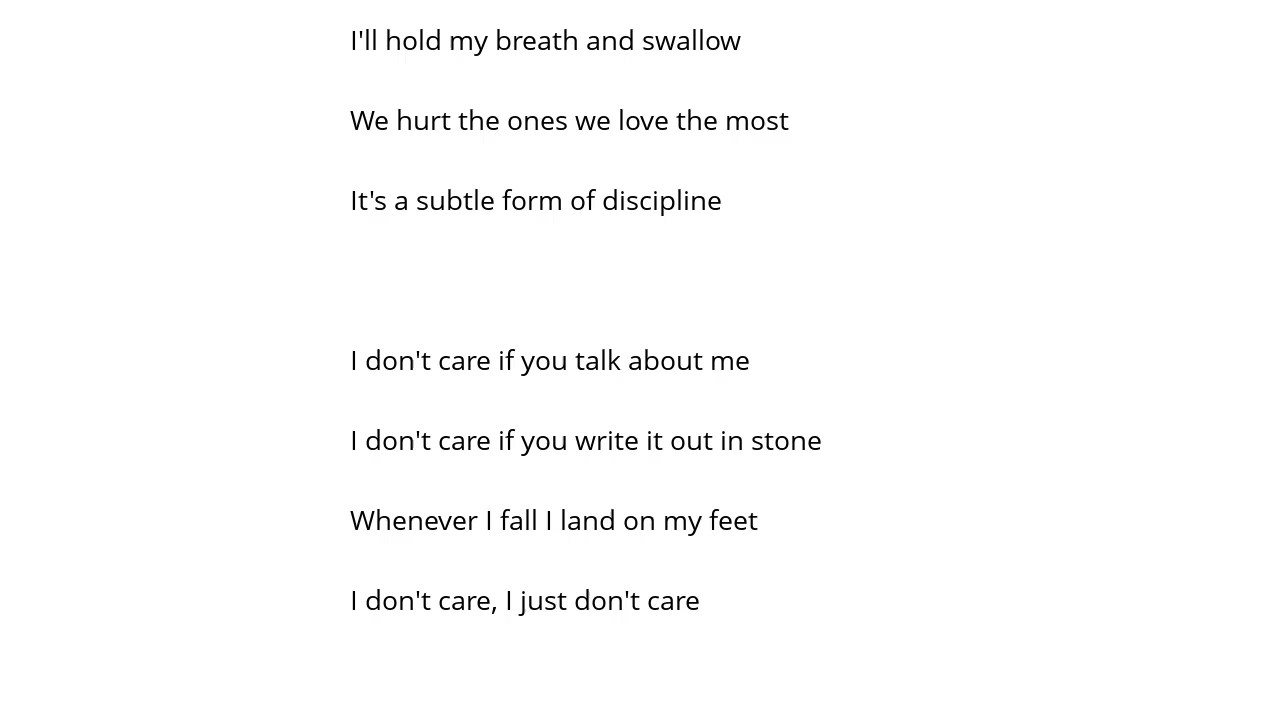 I'll hold my breath and swallow
We hurt the ones we love the most
It's a subtle form of discipline
I don't care if you talk about me
I don't care if you write it out in stone
Whenever I fall I land on my feet
I don't care, I just don't care